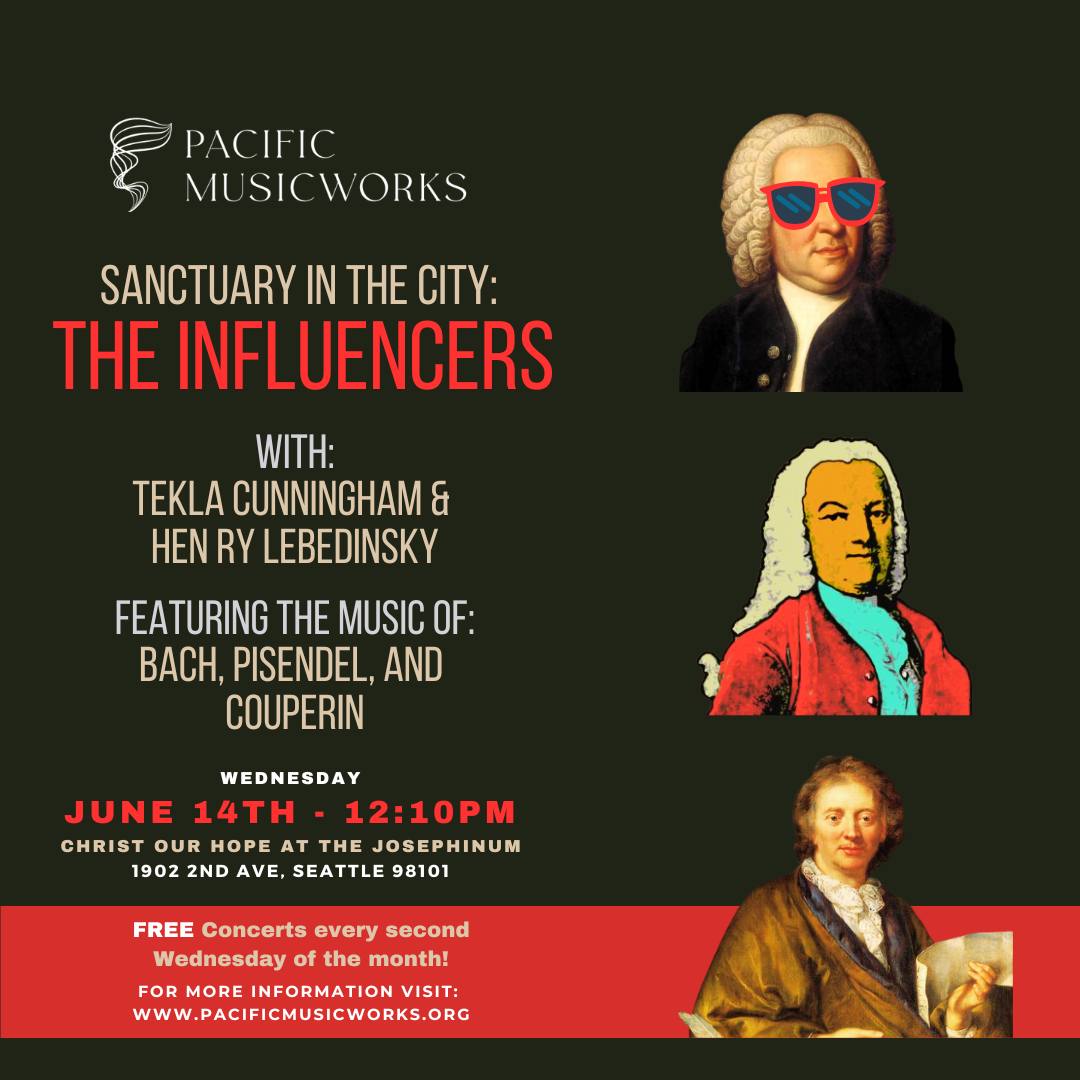 PACIFIC
MUSICWORKS
SANCTUARY IN THE CITY:
THE INFLUENCERS
WITH:
TEKLA CUNNINGHAM &
HEN RY LEBEDINSKY
FEATURING THE MUSIC OF:
BACH, PISENDEL, AND
COUPERIN
WEDNESDAY
JUNE 14TH - 12:10PM
CHRIST OUR HOPE AT THE JOSEPHINUM
1902 2ND AVE, SEATTLE 98101
FREE Concerts every second
Wednesday of the month!
FOR MORE INFORMATION VISIT:
WWW.PACIFICMUSICWORKS.ORG